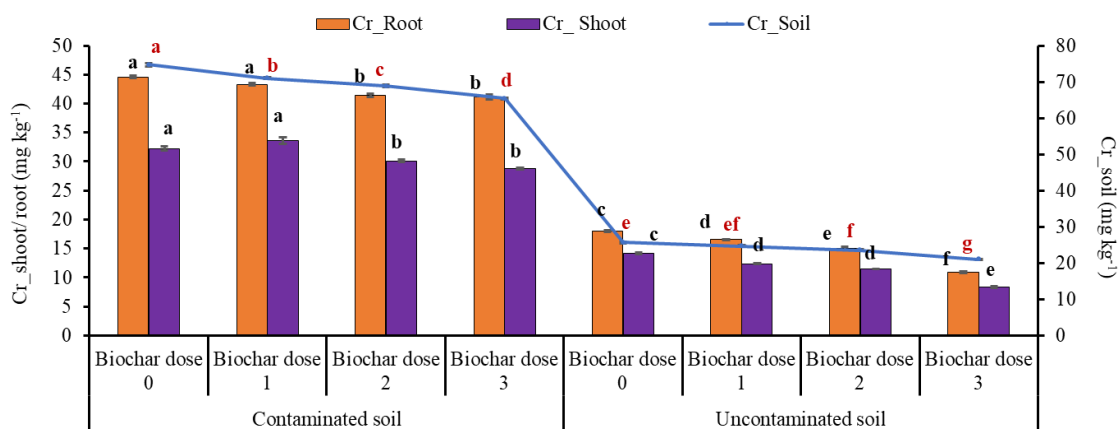 Cr_Root Cr_ Shoot Cr_Soil
50 45 40 35 30 25 20 15 10 5 0
Cr_shoot/root (mg kg⁻¹)
80 70 60 50 40 30 20 10 0
Cr_soil (mg kg⁻¹)
a a b c d
a b b
a a b b
c e ef f g
c d e f
c d d e
Biochar dose Biochar dose Biochar dose Biochar dose Biochar dose Biochar dose Biochar dose Biochar dose
0 1 2 3 0 1 2 3
Contaminated soil Uncontaminated soil